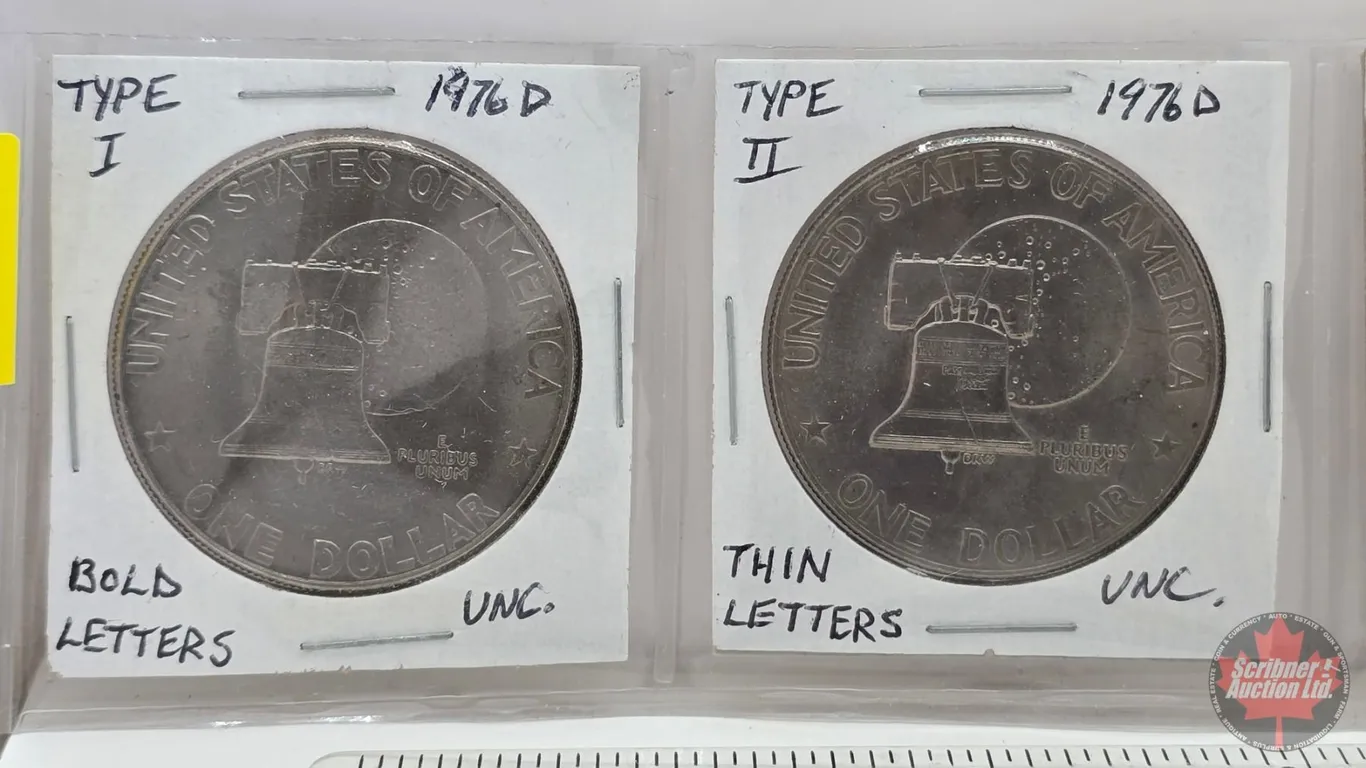 TYPE I
1976 D
UNITED STATES OF AMERICA
E
PLURIBUS
UNUM
ONE DOLLAR
BOLD
LETTERS
UNC.
TYPE
II
1976 D
UNITED STATES OF AMERICA
E
PLURIBUS
UNUM
ONE DOLLAR
THIN
LETTERS
UNC.
Scribner
Auction Ltd.